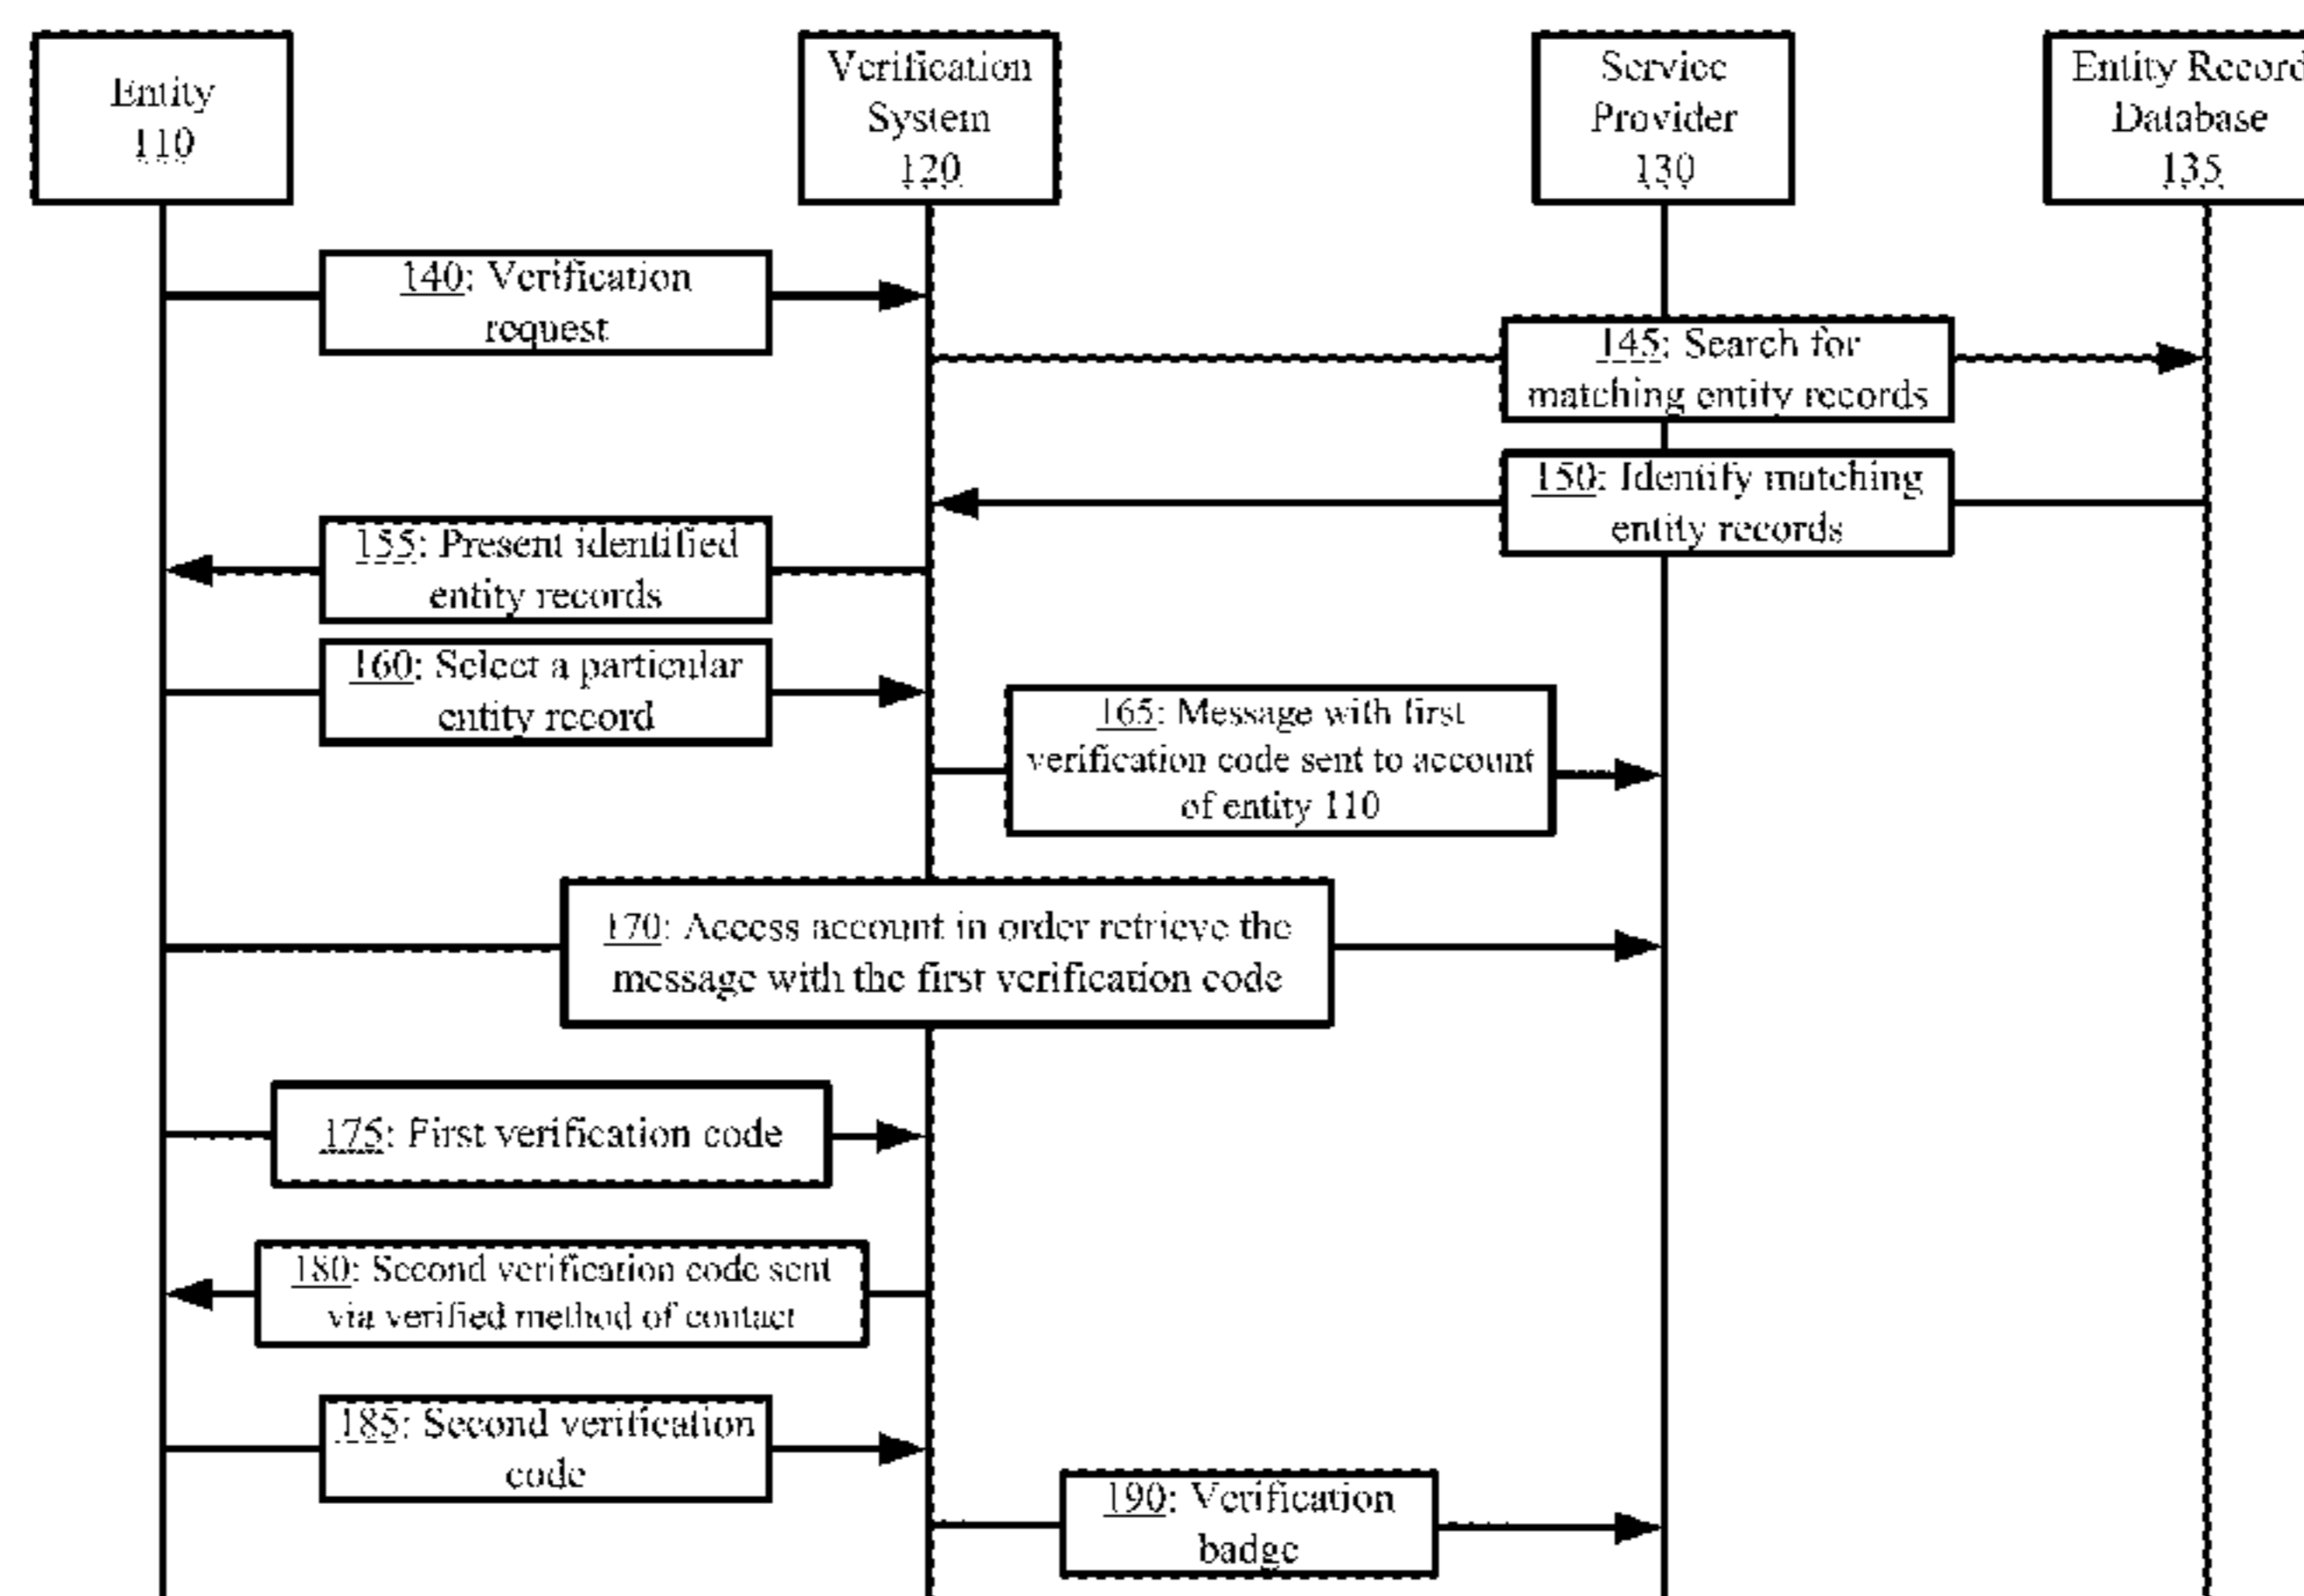 Entity
110
Verification
System
120
Service
Provider
130
Entity Record
Database
135
140: Verification
request
145: Search for
matching entity records
150: Identify matching
entity records
155: Present identified
entity records
160: Select a particular
entity record
165: Message with first
verification code sent to account
of entity 110
170: Access account in order retrieve the
message with the first verification code
175: First verification code
180: Second verification code sent
via verified method of contact
185: Second verification
code
190: Verification
badge